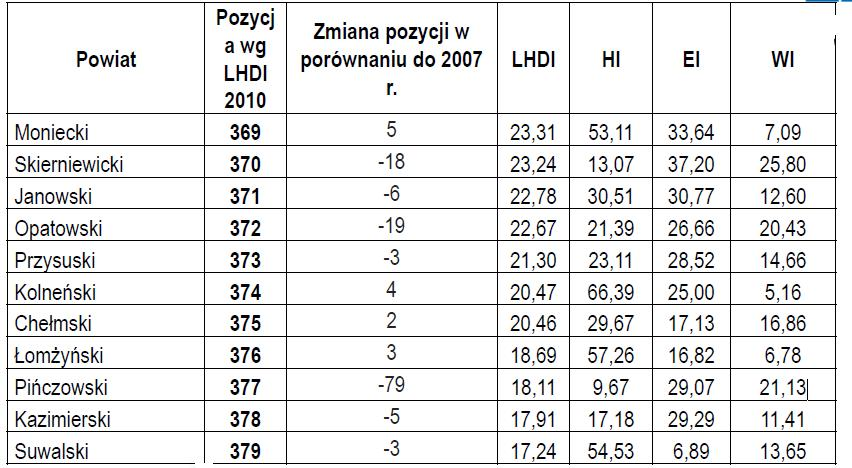 Powiat Pozycj a wg LHDI 2010 Zmiana pozycji w porównaniu do 2007 r. LHDI HI EI WI
Moniecki 369 5 23,31 53,11 33,64 7,09
Skierniewicki 370 -18 23,24 13,07 37,20 25,80
Janowski 371 -6 22,78 30,51 30,77 12,60
Opatowski 372 -19 22,67 21,39 26,66 20,43
Przysuski 373 -3 21,30 23,11 28,52 14,66
Kolneński 374 4 20,47 66,39 25,00 5,16
Chełmski 375 2 20,46 29,67 17,13 16,86
Łomżyński 376 3 18,69 57,26 16,82 6,78
Pińczowski 377 -79 18,11 9,67 29,07 21,13
Kazimierski 378 -5 17,91 17,18 29,29 11,41
Suwalski 379 -3 17,24 54,53 6,89 13,65